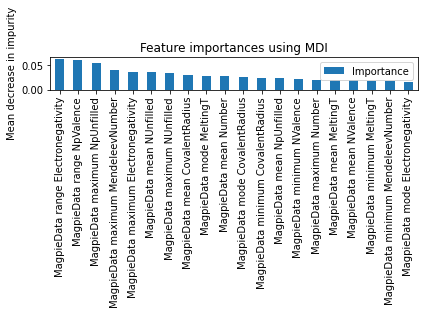 Feature importances using MDI
Mean decrease in impurity
0.05
0.00
Importance
MagpieData range Electronegativity
MagpieData range NpValence
MagpieData maximum NpUnfilled
MagpieData maximum MendeleevNumber
MagpieData maximum Electronegativity
MagpieData mean NUnfilled
MagpieData maximum NUnfilled
MagpieData mean CovalentRadius
MagpieData mode MeltingT
MagpieData mean Number
MagpieData mode CovalentRadius
MagpieData minimum CovalentRadius
MagpieData mean NpUnfilled
MagpieData minimum NValence
MagpieData maximum Number
MagpieData mean MeltingT
MagpieData mean NValence
MagpieData minimum MeltingT
MagpieData minimum MendeleevNumber
MagpieData mode Electronegativity